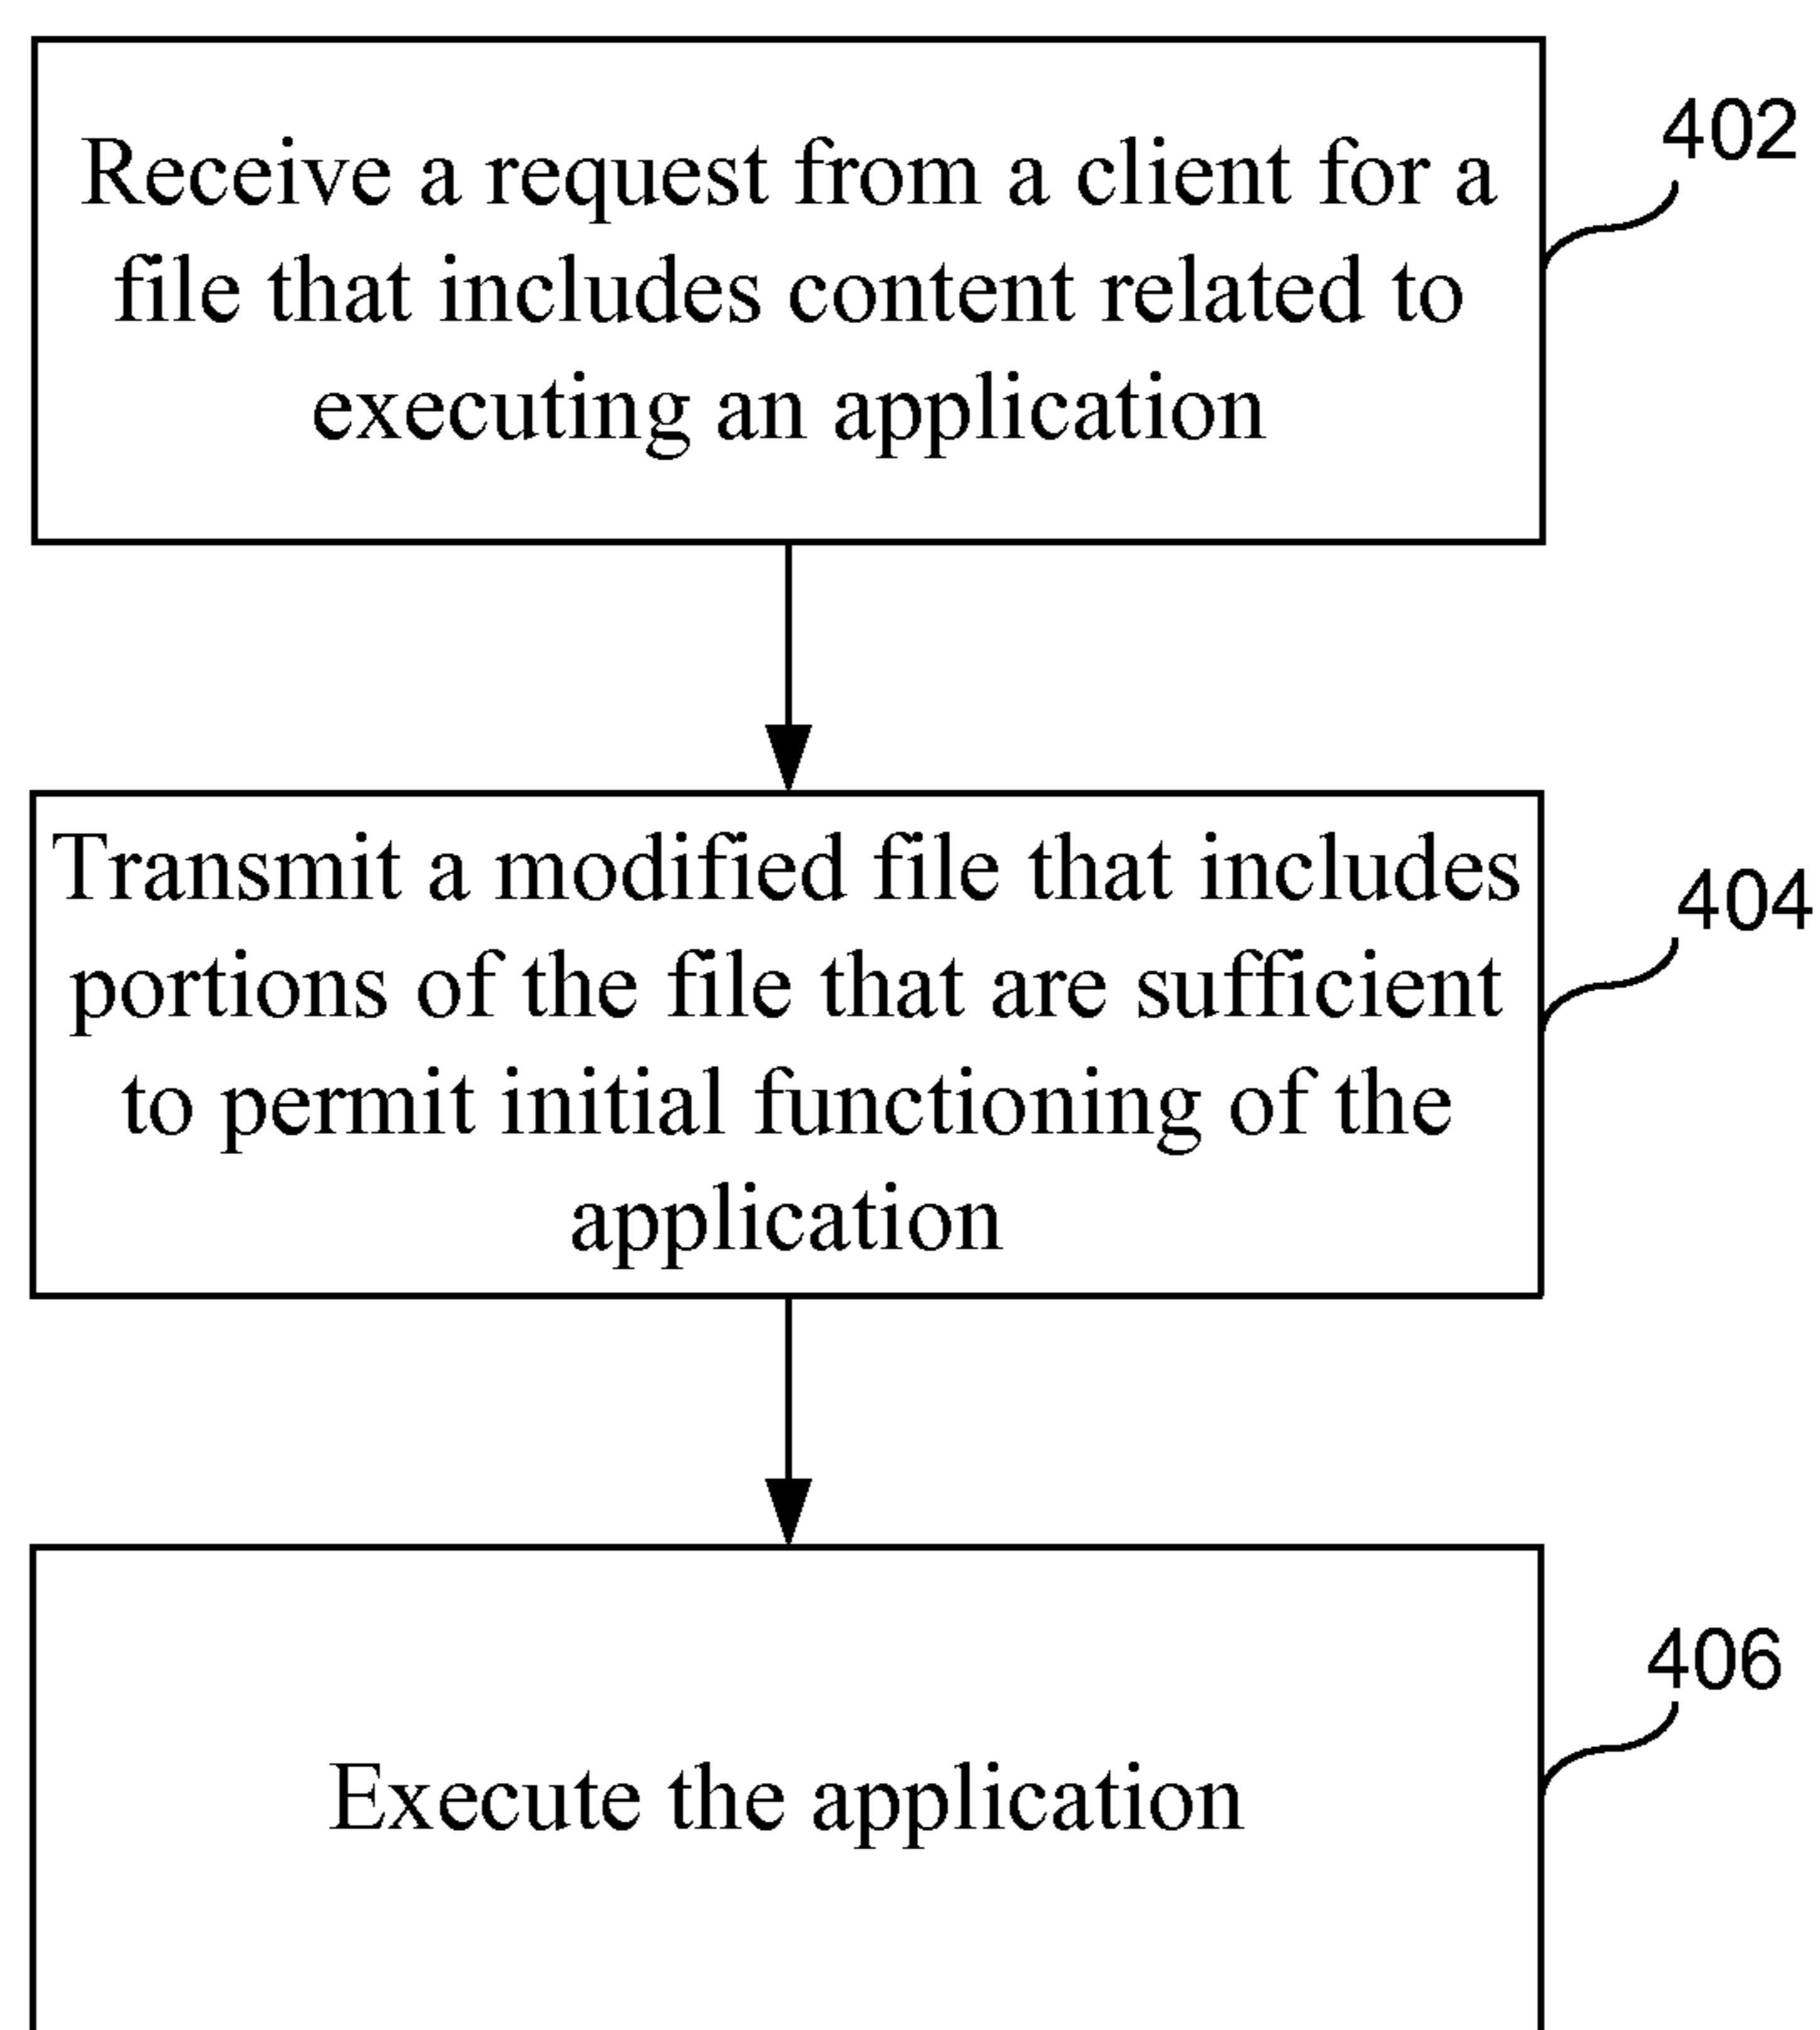 Receive a request from a client for a
file that includes content related to
executing an application
402
Transmit a modified file that includes
portions of the file that are sufficient
to permit initial functioning of the
application
404
Execute the application
406